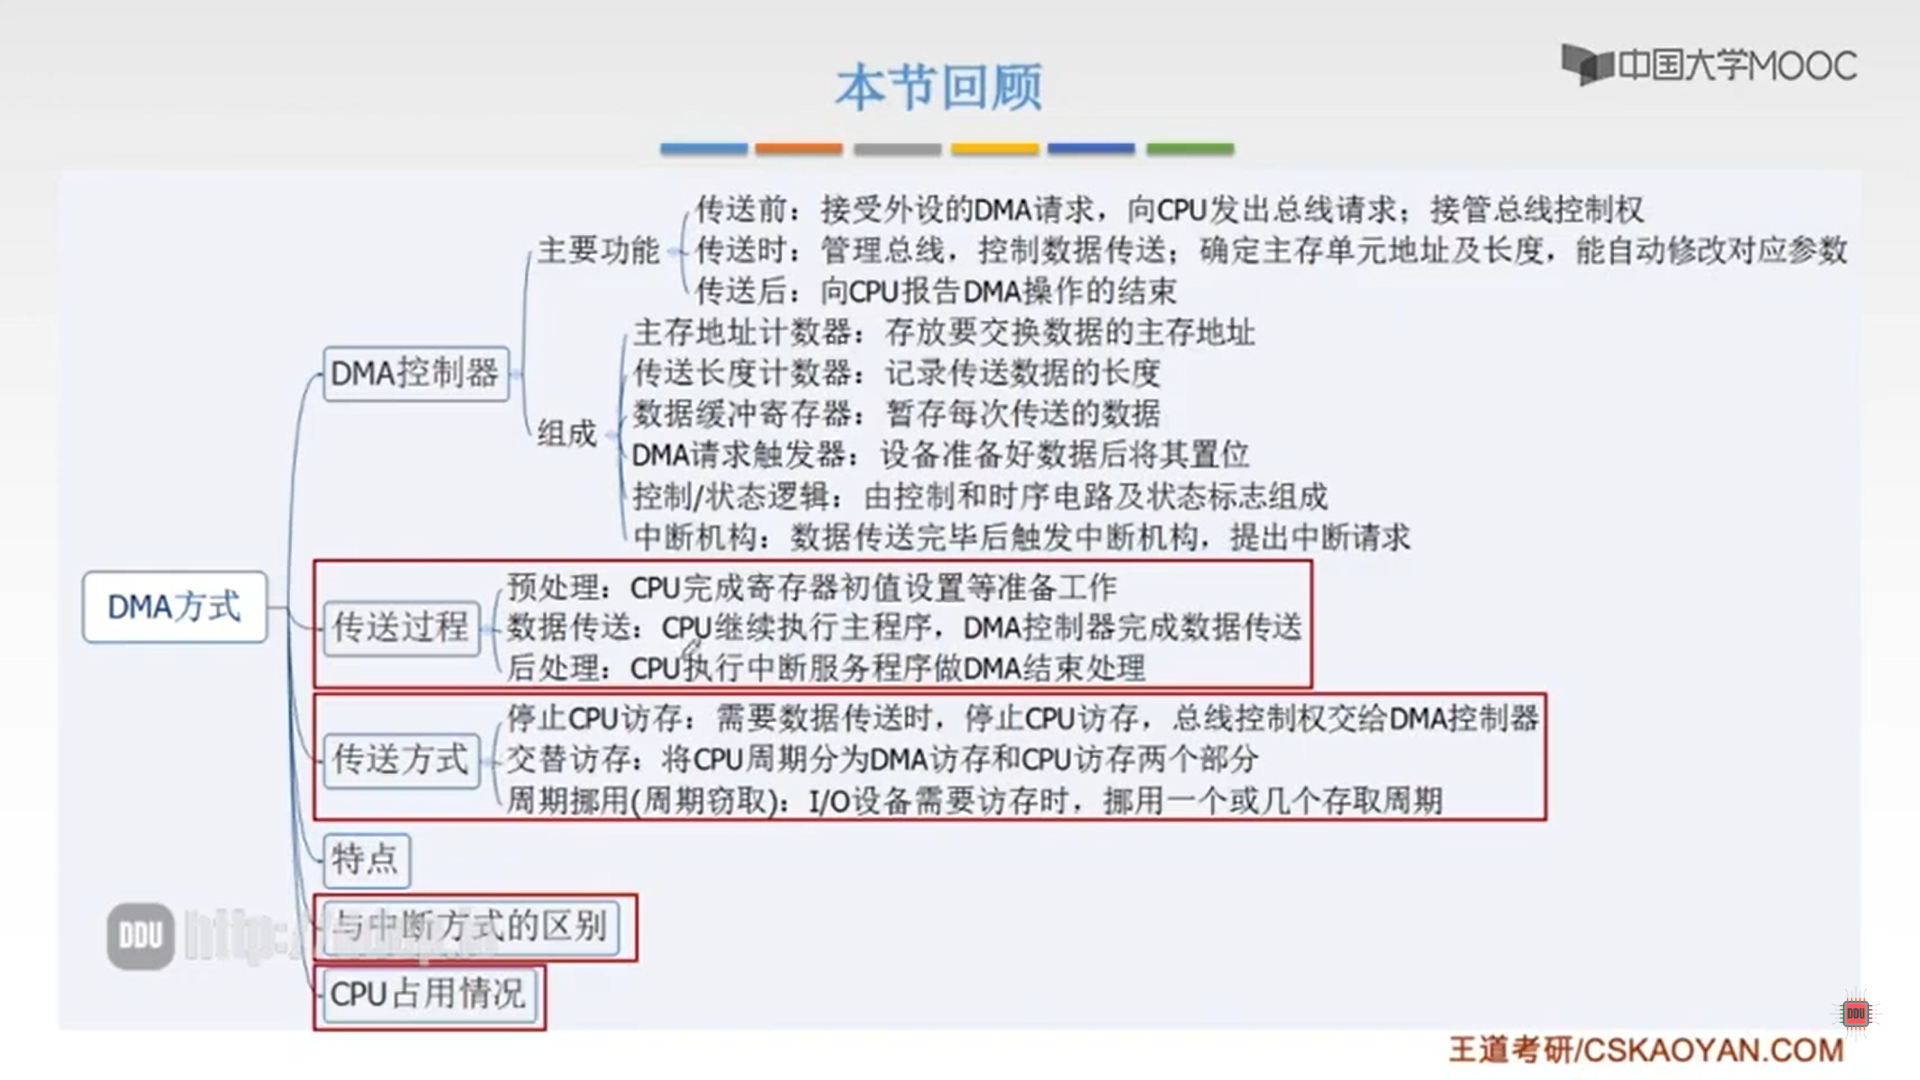 本节回顾
中国大学MOOC
传送前：接受外设的DMA请求，向CPU发出总线请求；接管总线控制权
主要功能
传送时：管理总线，控制数据传送；确定主存单元地址及长度，能自动修改对应参数
传送后：向CPU报告DMA操作的结束
DMA控制器
组成
主存地址计数器：存放要交换数据的主存地址
传送长度计数器：记录传送数据的长度
数据缓冲寄存器：暂存每次传送的数据
DMA请求触发器：设备准备好数据后将其置位
控制/状态逻辑：由控制和时序电路及状态标志组成
中断机构：数据传送完毕后触发中断机构，提出中断请求
DMA方式
传送过程
预处理：CPU完成寄存器初值设置等准备工作
数据传送：CPU继续执行主程序，DMA控制器完成数据传送
后处理：CPU执行中断服务程序做DMA结束处理
传送方式
停止CPU访存：需要数据传送时，停止CPU访存，总线控制权交给DMA控制器
交替访存：将CPU周期分为DMA访存和CPU访存两个部分
周期挪用(周期窃取)：I/O设备需要访存时，挪用一个或几个存取周期
特点
与中断方式的区别
CPU占用情况
DDU
DDU
王道考研/CSKAOYAN.COM